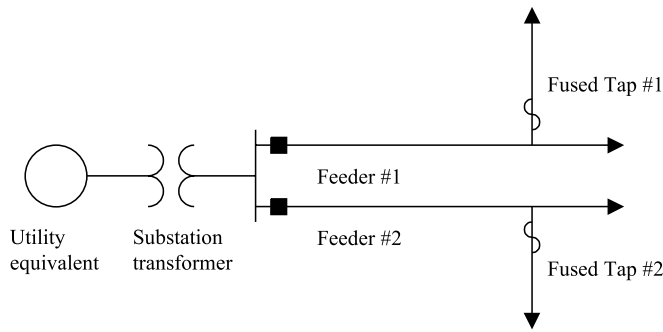 Fused Tap #1
Feeder #1
Utility
equivalent
Substation
transformer
Feeder #2
Fused Tap #2